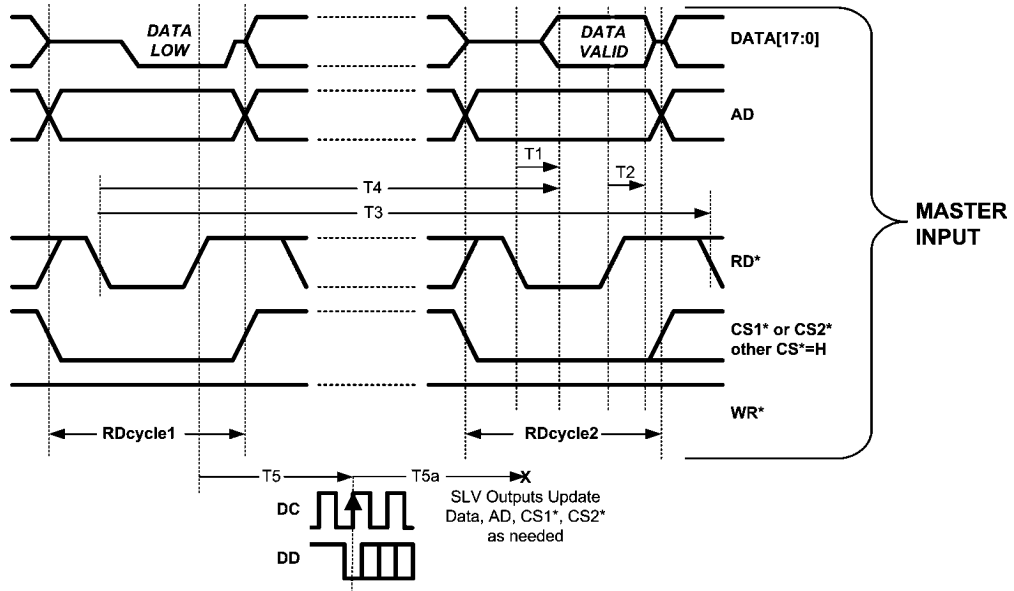 DATA
LOW
DATA
VALID
DATA[17:0]
AD
T1
T2
T4
T3
MASTER
INPUT
RD*
CS1* or CS2*
other CS*=H
WR*
RDcycle1
RDcycle2
T5
T5a
X
SLV Outputs Update
Data, AD, CS1*, CS2*
as needed
DC
DD